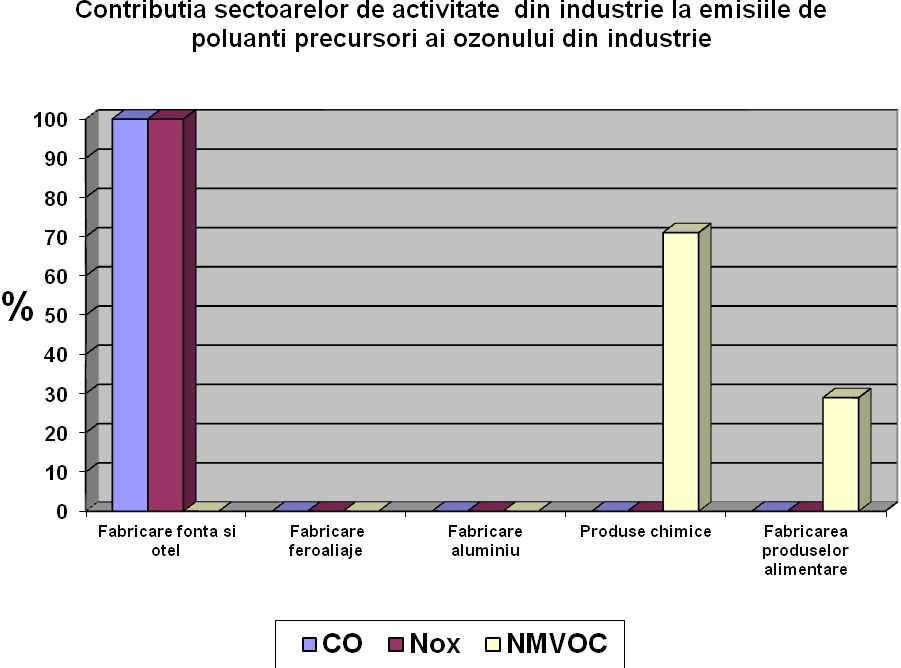 Contributia sectoarelor de activitate  din industrie la emisiile de
poluanti precursori ai ozonului din industrie
100
90
80
70
60
50
40
30
20
10
0
%
Fabricare fonta si
otel
Fabricare
feroaliaje
Fabricare
aluminiu
Produse chimice
Fabricarea
produselor
alimentare
CO Nox NMVOC